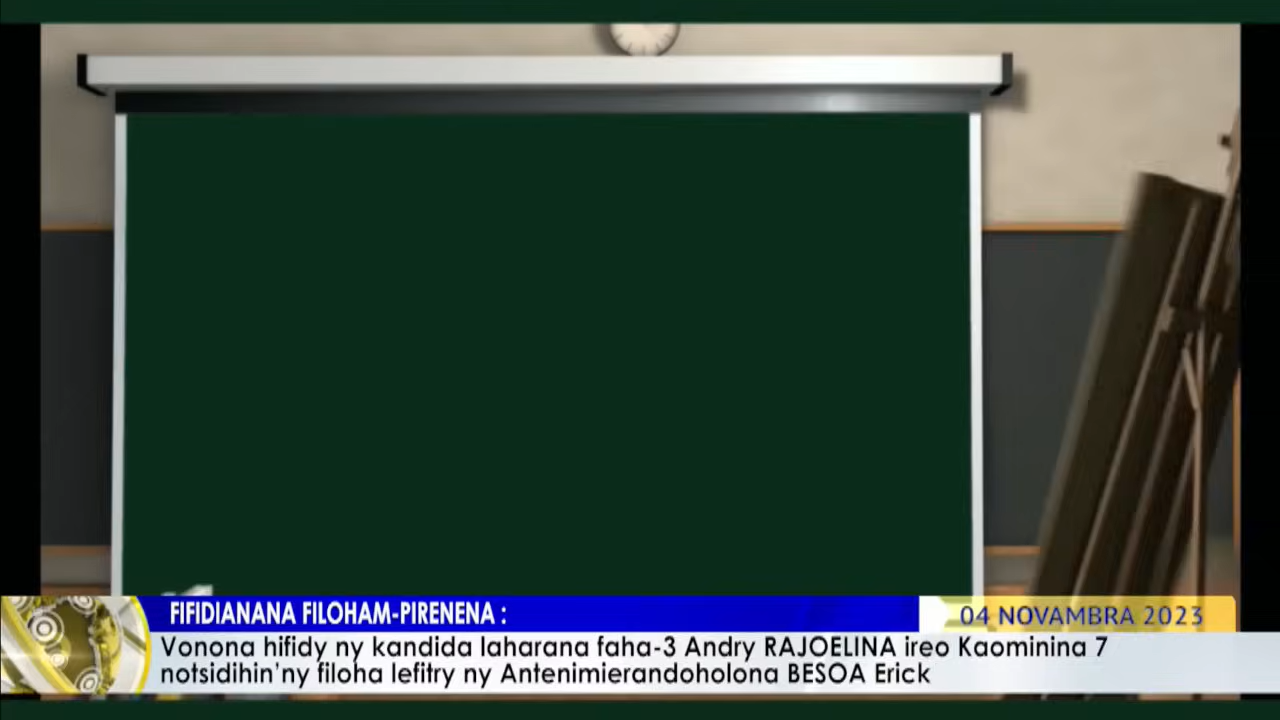 FIFIDIANANA FILOHAM-PIRENENA :
04 NOVAMBRA 2023
Vonona hifidy ny kandida laharana faha-3 Andry RAJOELINA ireo Kaominina 7
notsidihin'ny filoha lefitry ny Antenimierandoholona BESOA Erick